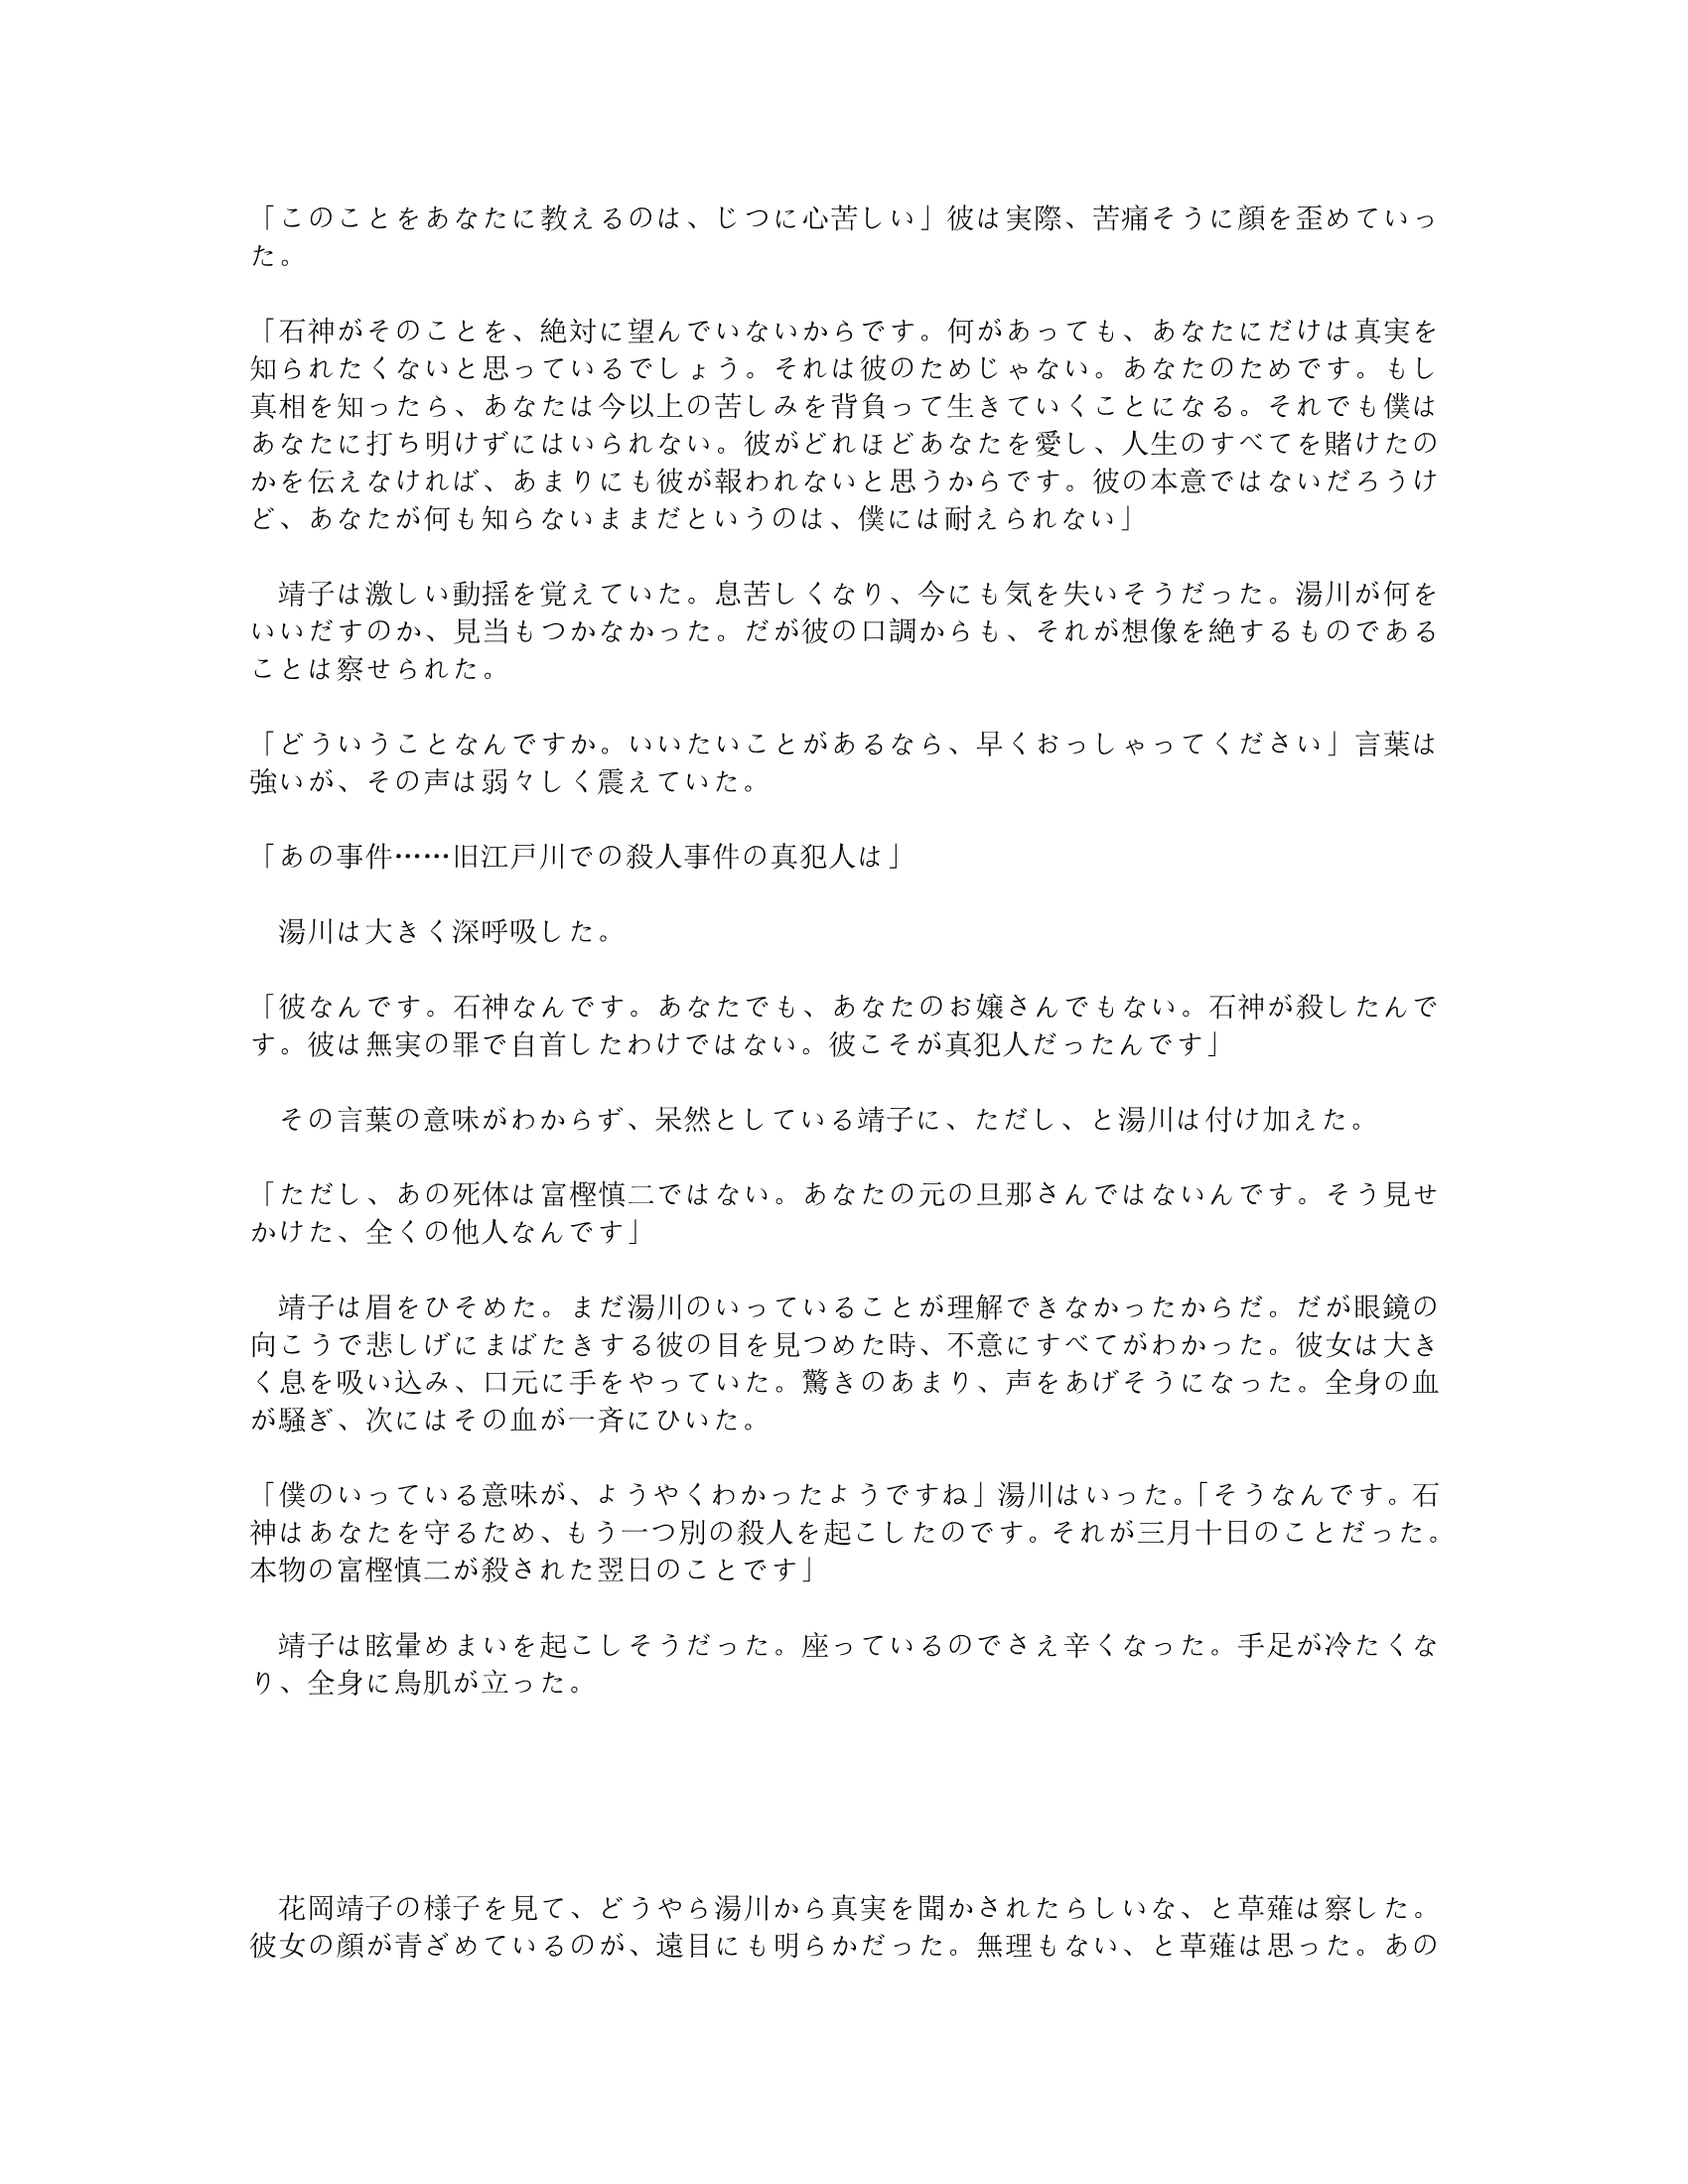 「このことをあなたに教えるのは、じつに心苦しい」彼は実際、苦痛そうに顔を歪めていっ
た。
「石神がそのことを、絶対に望んでいないからです。何があっても、あなたにだけは真実を
知られたくないと思っているでしょう。それは彼のためじゃない。あなたのためです。もし
真相を知ったら、あなたは今以上の苦しみを背負って生きていくことになる。それでも僕は
あなたに打ち明けずにはいられない。彼がどれほどあなたを愛し、人生のすべてを賭けたの
かを伝えなければ、あまりにも彼が報われないと思うからです。彼の本意ではないだろうけ
ど、あなたが何も知らないままだというのは、僕には耐えられない」
　靖子は激しい動揺を覚えていた。息苦しくなり、今にも気を失いそうだった。湯川が何を
いいだすのか、見当もつかなかった。だが彼の口調からも、それが想像を絶するものである
ことは察せられた。
「どういうことなんですか。いいたいことがあるなら、早くおっしゃってください」言葉は
強いが、その声は弱々しく震えていた。
「あの事件……旧江戸川での殺人事件の真犯人は」
　湯川は大きく深呼吸した。
「彼なんです。石神なんです。あなたでも、あなたのお嬢さんでもない。石神が殺したんで
す。彼は無実の罪で自首したわけではない。彼こそが真犯人だったんです」
　その言葉の意味がわからず、呆然としている靖子に、ただし、と湯川は付け加えた。
「ただし、あの死体は富樫慎二ではない。あなたの元の旦那さんではないんです。そう見せ
かけた、全くの他人なんです」
　靖子は眉をひそめた。まだ湯川のいっていることが理解できなかったからだ。だが眼鏡の
向こうで悲しげにまばたきする彼の目を見つめた時、不意にすべてがわかった。彼女は大き
く息を吸い込み、口元に手をやっていた。驚きのあまり、声をあげそうになった。全身の血
が騒ぎ、次にはその血が一斉にひいた。
「僕のいっている意味が、ようやくわかったようですね」湯川はいった。「そうなんです。石
神はあなたを守るため、もう一つ別の殺人を起こしたのです。それが三月十日のことだった。
本物の富樫慎二が殺された翌日のことです」
　靖子は眩暈めまいを起こしそうだった。座っているのでさえ辛くなった。手足が冷たくな
り、全身に鳥肌が立った。
　花岡靖子の様子を見て、どうやら湯川から真実を聞かされたらしいな、と草薙は察した。
彼女の顔が青ざめているのが、遠目にも明らかだった。無理もない、と草薙は思った。あの